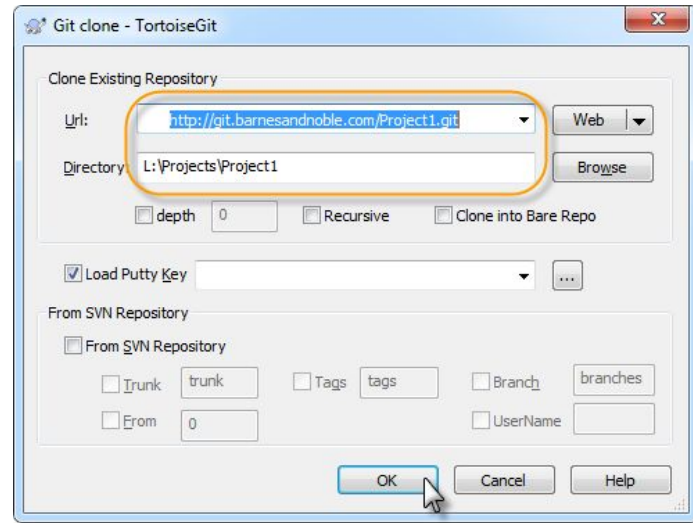 Git clone - TortoiseGit
Clone Existing Repository
Url: http://git.barnesandnoble.com/Project1.git Web
Directory: L:\Projects\Project1 Browse
depth 0 Recursive Clone into Bare Repo
Load Putty Key ...
From SVN Repository
From SVN Repository
Trunk trunk Tags tags Branch branches
From 0 UserName
OK Cancel Help